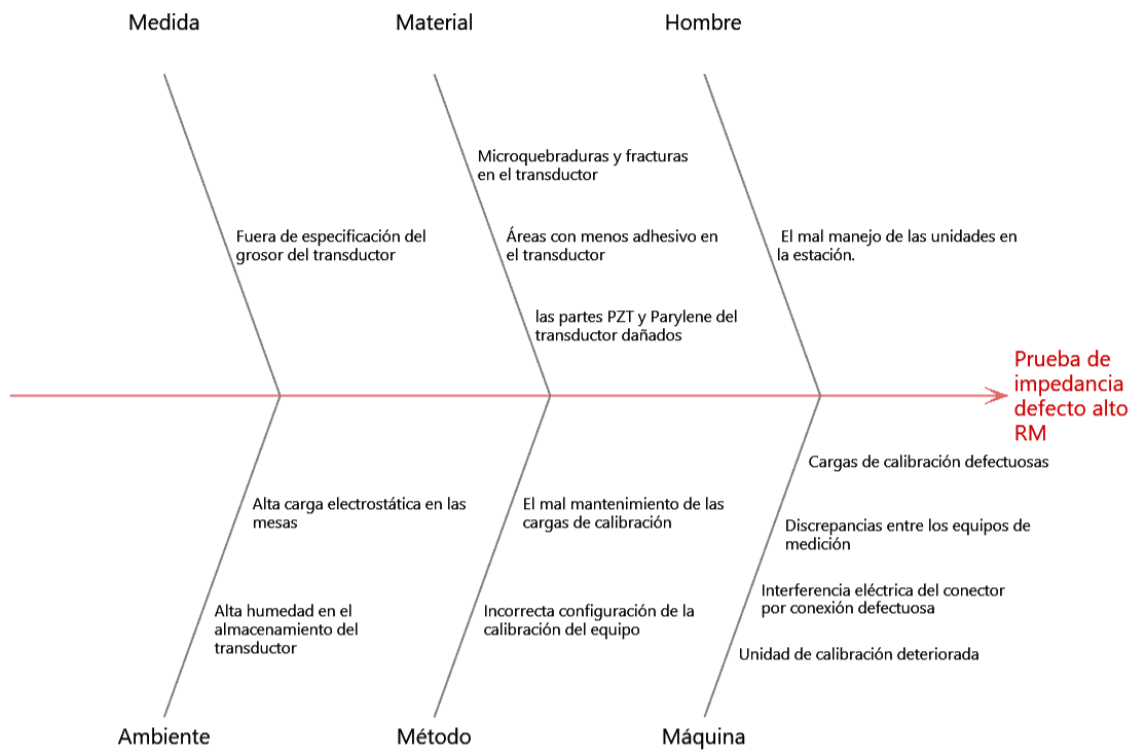 Medida
Material
Hombre
Microquebraduras y fracturas
en el transductor
Fuera de especificación del
grosor del transductor
Áreas con menos adhesivo en
el transductor
El mal manejo de las unidades en
la estación.
las partes PZT y Parylene del
transductor dañados
Prueba de
impedancia
defecto alto
RM
Cargas de calibración defectuosas
Alta carga electrostática en las
mesas
El mal mantenimiento de las
cargas de calibración
Discrepancias entre los equipos de
medición
Alta humedad en el
almacenamiento del
transductor
Incorrecta configuración de la
calibración del equipo
Interferencia eléctrica del conector
por conexión defectuosa
Unidad de calibración deteriorada
Ambiente
Método
Máquina